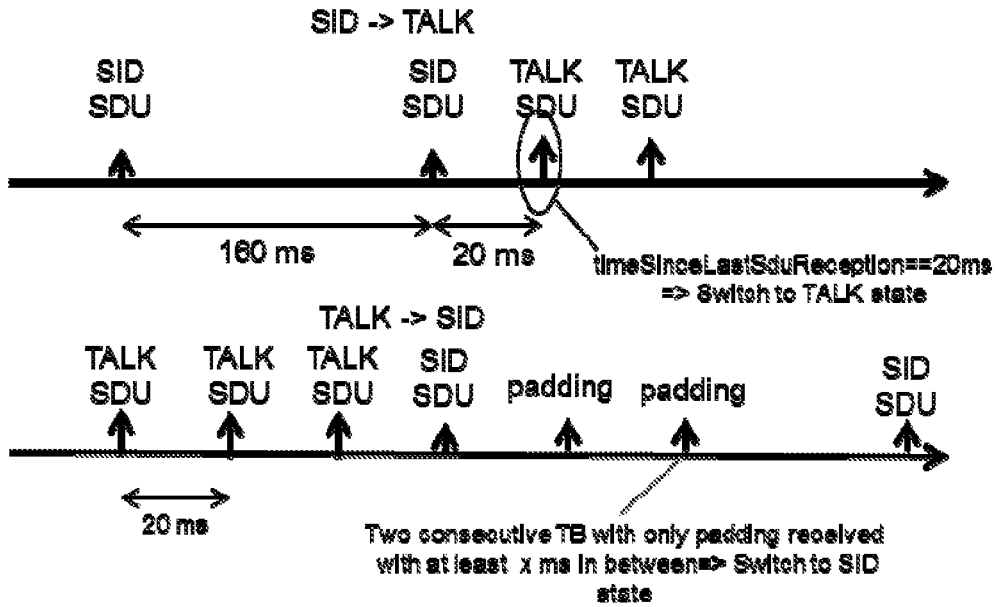 SID -> TALK
SID SID TALK TALK
SDU SDU SDU SDU
160 ms 20 ms
timeSinceLastSduReception==20ms
=> Switch to TALK state
TALK -> SID
TALK TALK TALK SID padding padding SID
SDU SDU SDU SDU SDU
20 ms
Two consecutive TB with only padding received
with at least x ms in between=> Switch to SID
state